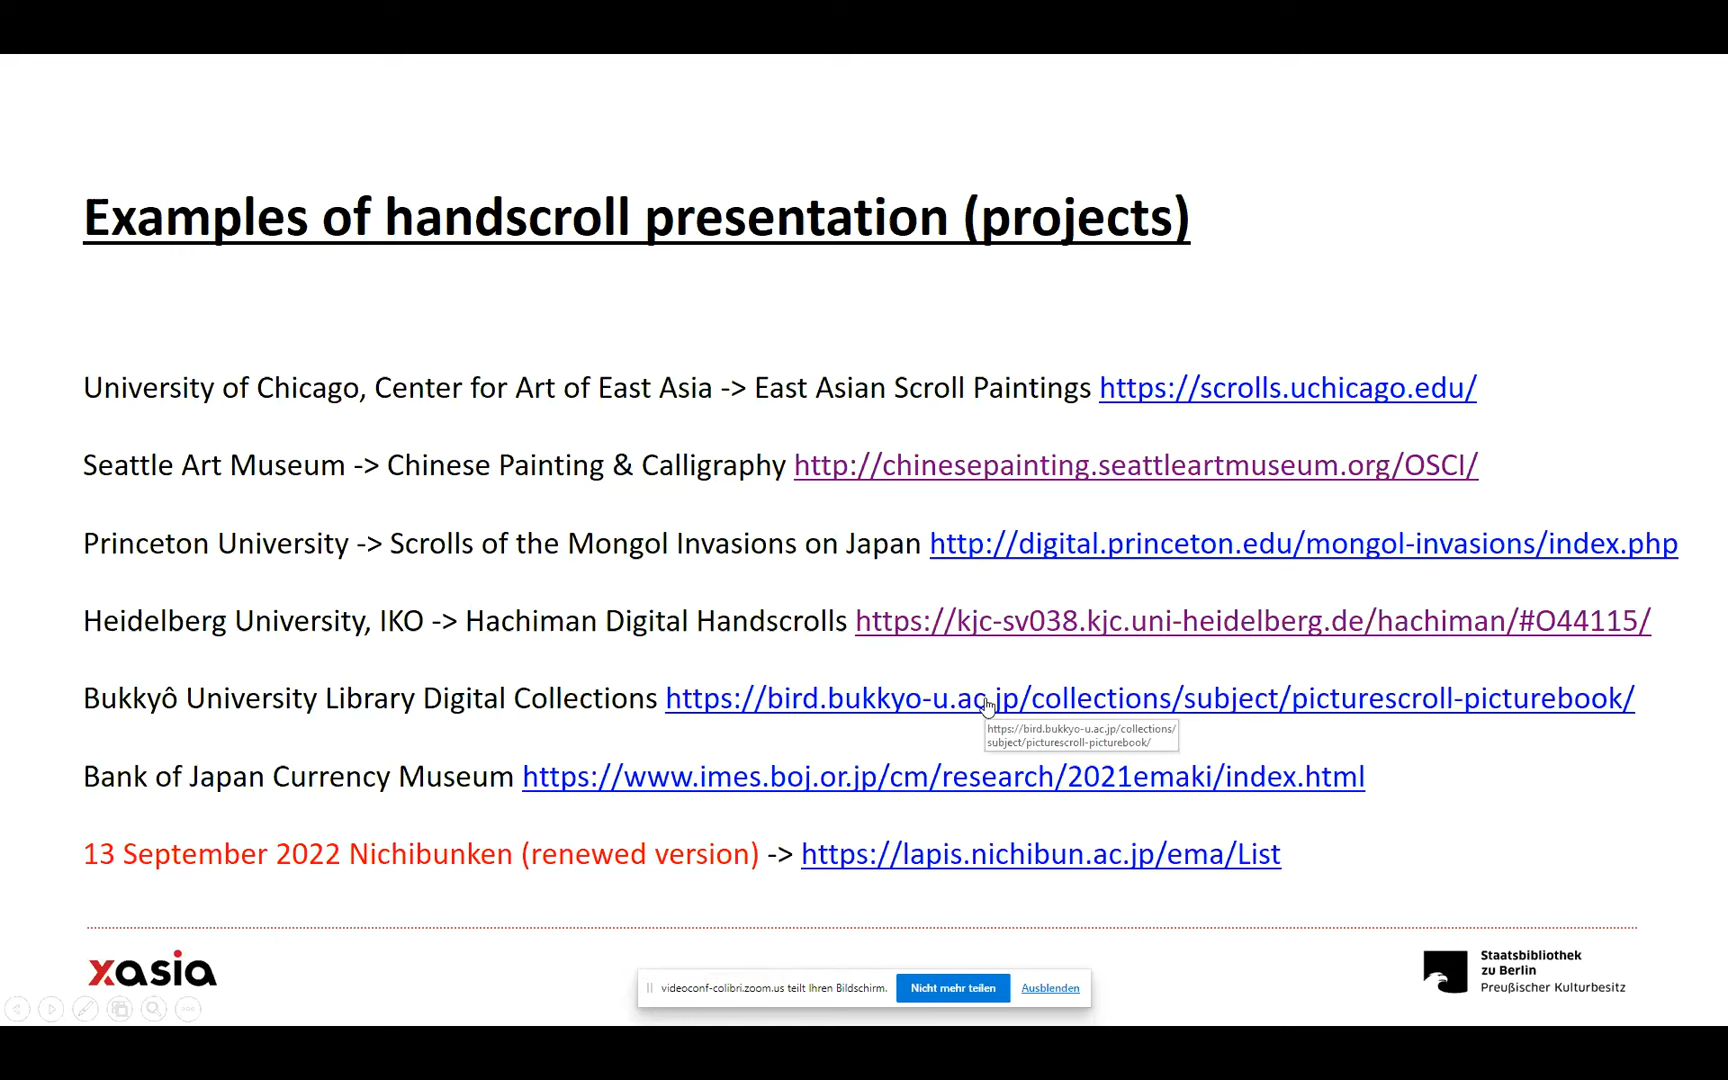 Examples of handscroll presentation (projects)
University of Chicago, Center for Art of East Asia -> East Asian Scroll Paintings https://scrolls.uchicago.edu/
Seattle Art Museum -> Chinese Painting & Calligraphy http://chinesepainting.seattleartmuseum.org/OSCI/
Princeton University -> Scrolls of the Mongol Invasions on Japan http://digital.princeton.edu/mongol-invasions/index.php
Heidelberg University, IKO -> Hachiman Digital Handscrolls https://kjc-sv038.kjc.uni-heidelberg.de/hachiman/#O44115/
Bukkyô University Library Digital Collections https://bird.bukkyo-u.ac.jp/collections/subject/picturescroll-picturebook/
https://bird.bukkyo-u.ac.jp/collections/
subject/picturescroll-picturebook/
Bank of Japan Currency Museum https://www.imes.boj.or.jp/cm/research/2021emaki/index.html
13 September 2022 Nichibunken (renewed version) -> https://lapis.nichibun.ac.jp/ema/List
xasia
videoconf-colibri.zoom.us teilt Ihren Bildschirm. Nicht mehr teilen Ausblenden
Staatsbibliothek
zu Berlin
Preußischer Kulturbesitz